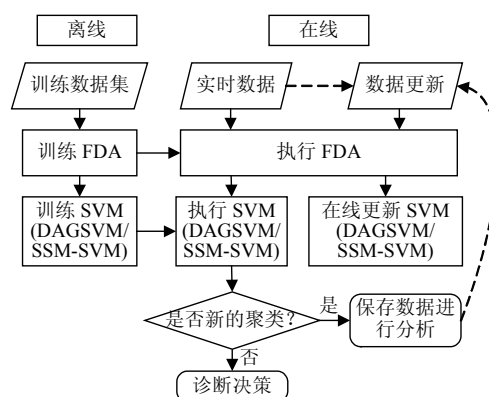 离线
在线
训练数据集
实时数据
数据更新
训练 FDA
执行 FDA
训练 SVM
(DAGSVM/
SSM-SVM)
执行 SVM
(DAGSVM/
SSM-SVM)
在线更新 SVM
(DAGSVM/
SSM-SVM)
是否新的聚类?
是
保存数据进
行分析
否
诊断决策